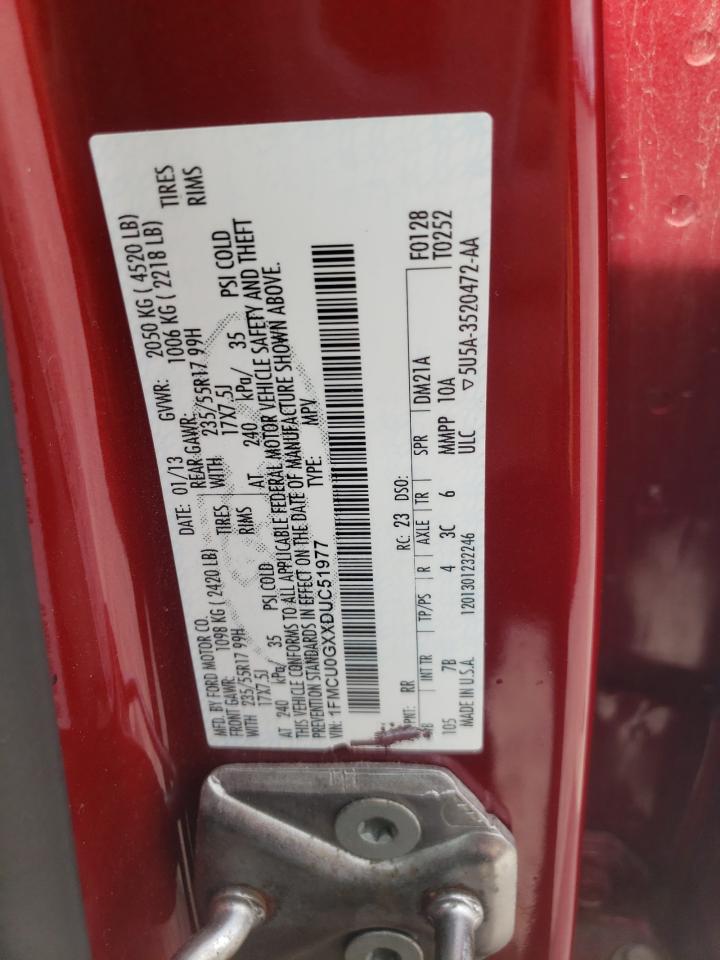 MFD. BY FORD MOTOR CO. DATE: 01/13 GVWR: 2050 KG ( 4520 LB)
FRONT GAWR: 1098 KG ( 2420 LB) REAR GAWR: 1006 KG ( 2218 LB)
WITH 235/55R17 99H TIRES WITH 235/55R17 99H TIRES
17X7.5J RIMS 17X7.5J RIMS
AT 240 kPa/ 35 PSI COLD AT 240 kPa/ 35 PSI COLD
THIS VEHICLE CONFORMS TO ALL APPLICABLE FEDERAL MOTOR VEHICLE SAFETY AND THEFT
PREVENTION STANDARDS IN EFFECT ON THE DATE OF MANUFACTURE SHOWN ABOVE.
VIN: 1FMCU0GXXDUC51977 TYPE: MPV
PNT: RR RC: 23 DSO: F0128
INT TR TP/PS R AXLE TR SPR DM21A T0252
105 7B 4 3C 6 MMPP 10A
MADE IN U.S.A. 1201301232246 ULC ▽5U5A-3520472-AA